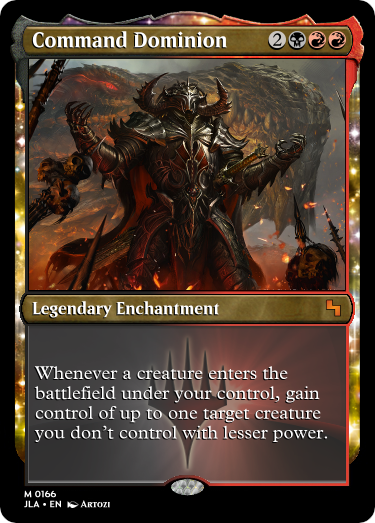 Command Dominion 2
Legendary Enchantment
Whenever a creature enters the
battlefield under your control, gain
control of up to one target creature
you don't control with lesser power.
M 0166
JLA • EN Artozi